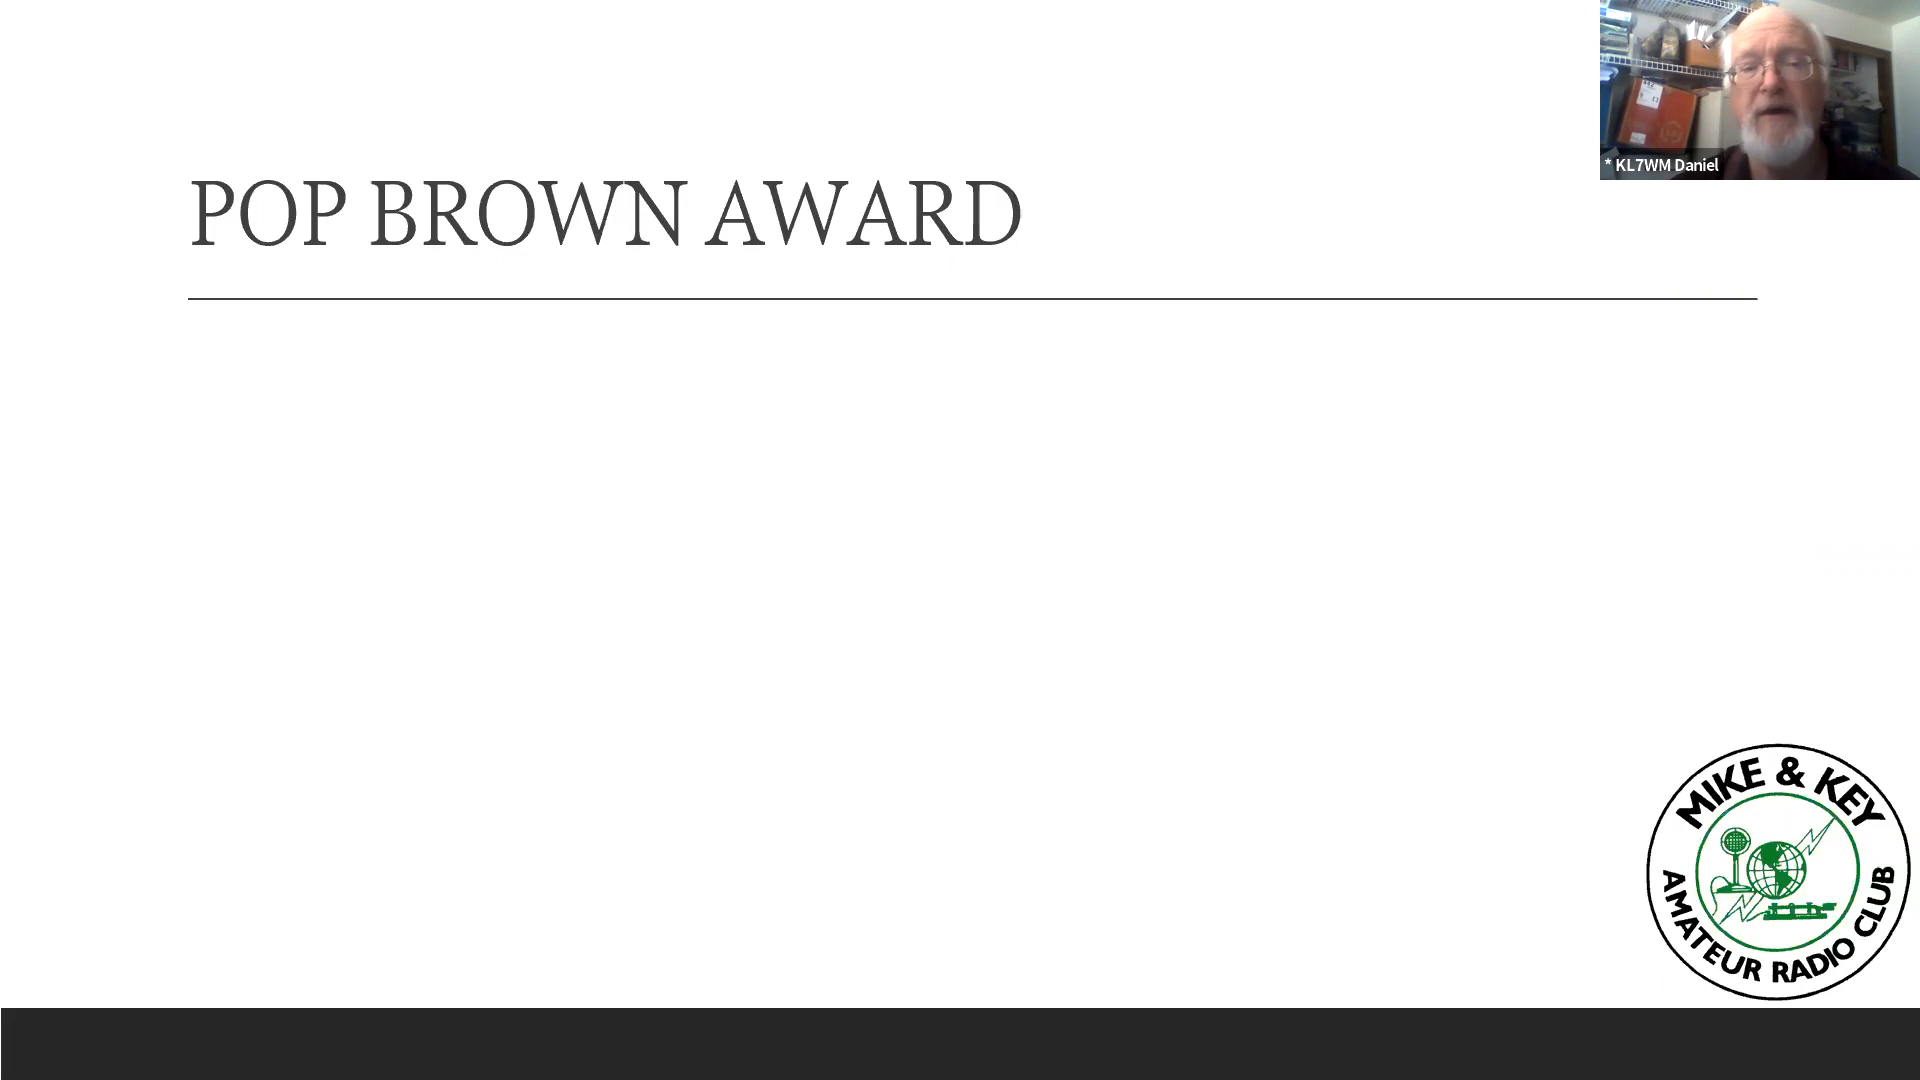 POP BROWN AWARD
* KL7WM Daniel
MIKE & KEY
AMATEUR RADIO CLUB